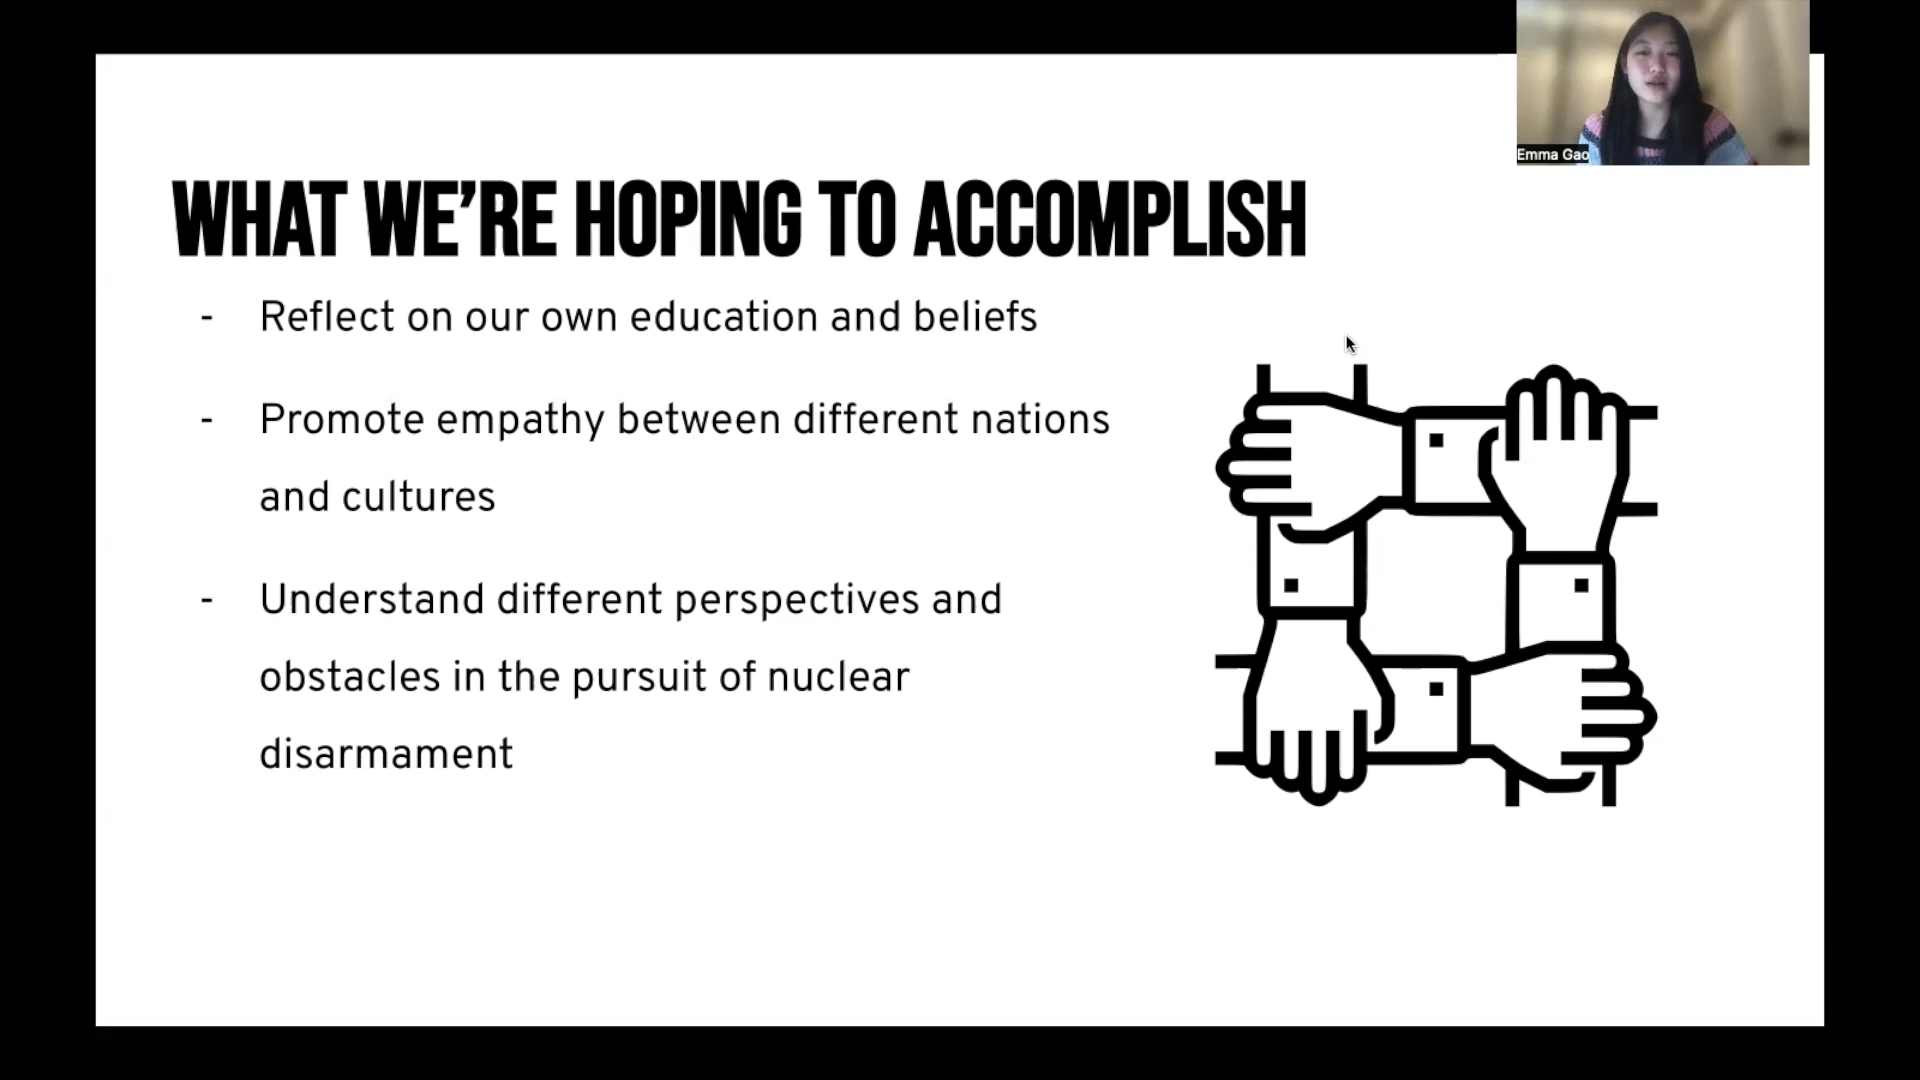 Emma Gao
WHAT WE’RE HOPING TO ACCOMPLISH
- Reflect on our own education and beliefs
- Promote empathy between different nations
and cultures
- Understand different perspectives and
obstacles in the pursuit of nuclear
disarmament